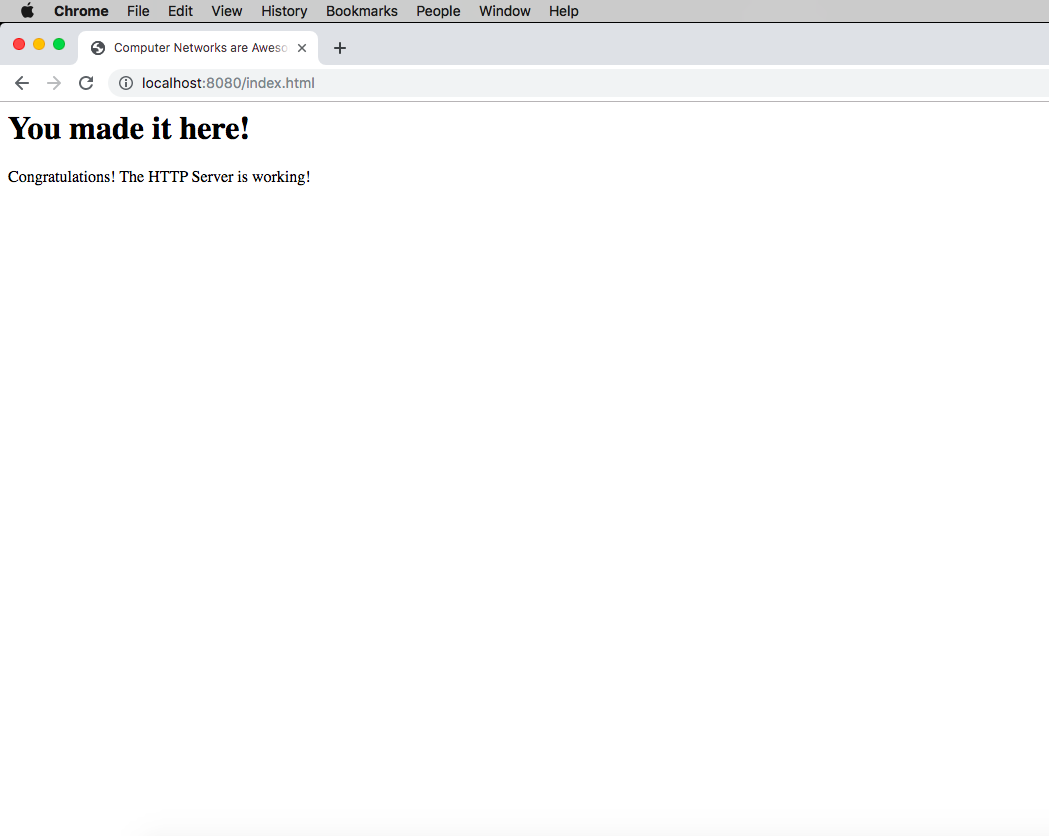 Chrome File Edit View History Bookmarks People Window Help
Computer Networks are Aweso
localhost:8080/index.html
You made it here!
Congratulations! The HTTP Server is working!